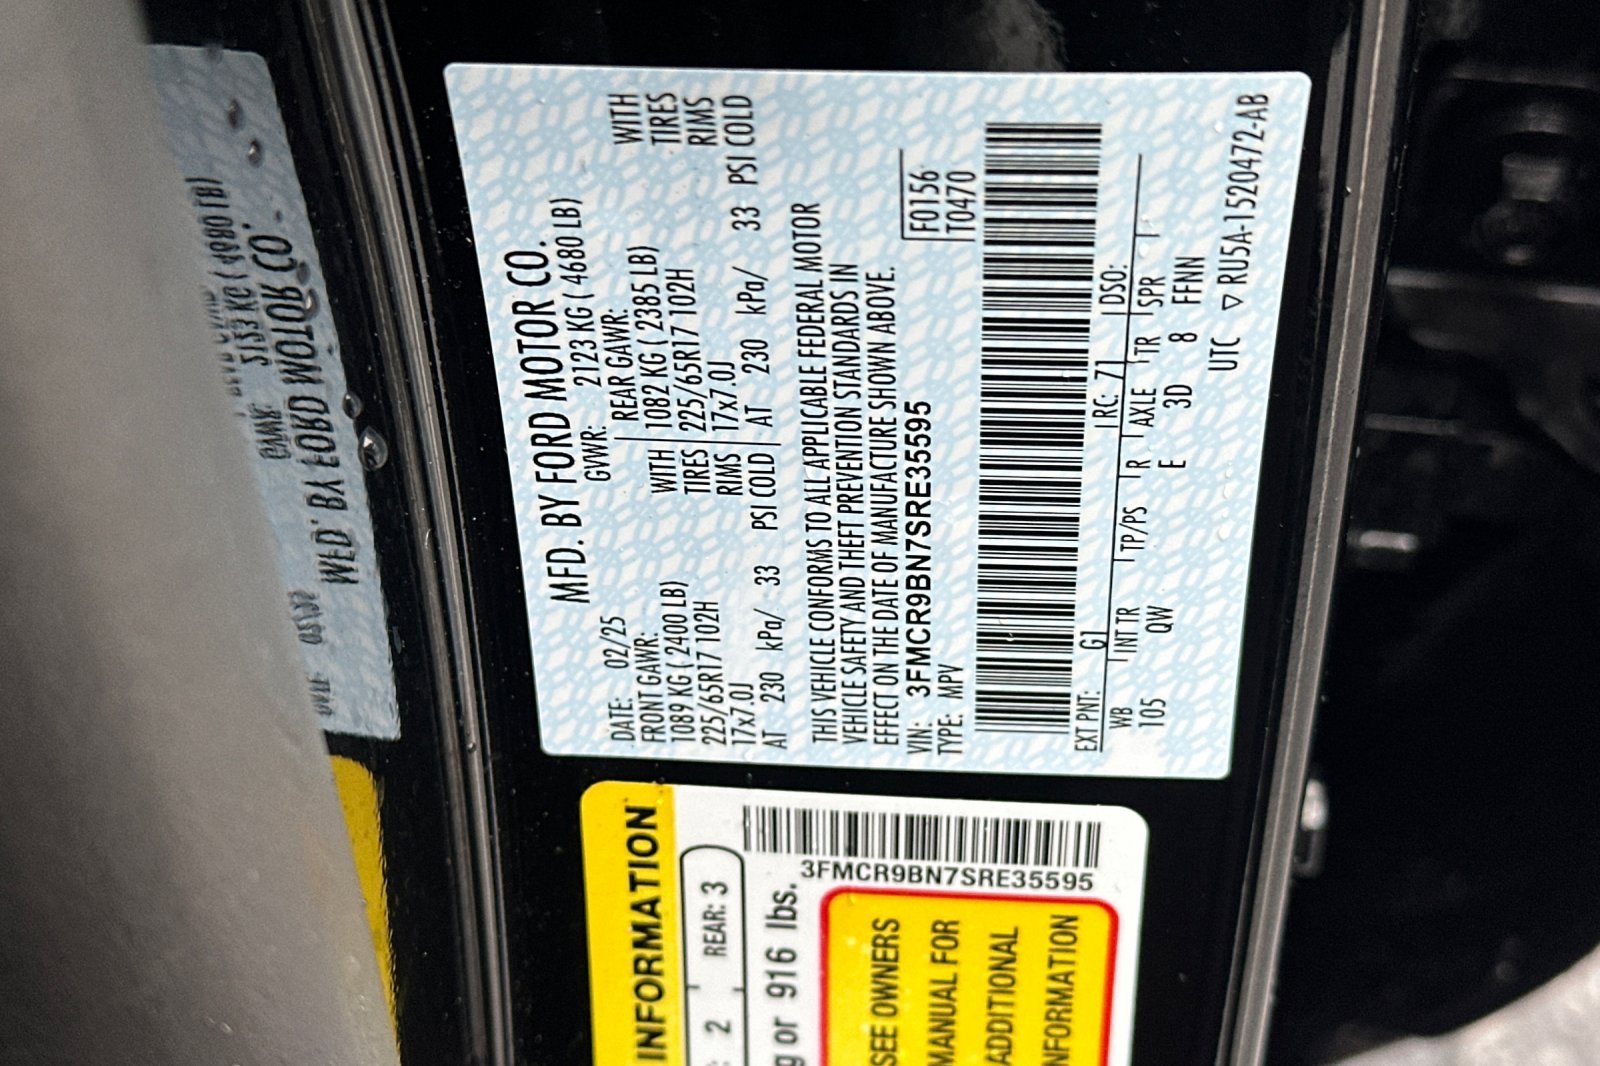 MFD. BY FORD MOTOR CO.
DATE: 02/25 GVWR: 2123 KG ( 4680 LB)
FRONT GAWR: REAR GAWR:
1089 KG ( 2400 LB) WITH 1082 KG ( 2385 LB) WITH
225/65R17 102H TIRES 225/65R17 102H TIRES
17x7.0J RIMS 17x7.0J RIMS
AT 230 kPa/ 33 PSI COLD AT 230 kPa/ 33 PSI COLD
THIS VEHICLE CONFORMS TO ALL APPLICABLE FEDERAL MOTOR
VEHICLE SAFETY AND THEFT PREVENTION STANDARDS IN
EFFECT ON THE DATE OF MANUFACTURE SHOWN ABOVE.
VIN: 3FMCR9BN7SRE35595 F0156
TYPE: MPV T0470
EXT PNT: G1 RC: 71 DSO:
WB INT TR TP/PS R AXLE TR SPR
105 QW E 3D 8 FFNN
UTC ▽ RU5A-1520472-AB
INFORMATION
: 2 REAR: 3
g or 916 lbs.
3FMCR9BN7SRE35595
SEE OWNERS
MANUAL FOR
ADDITIONAL
INFORMATION